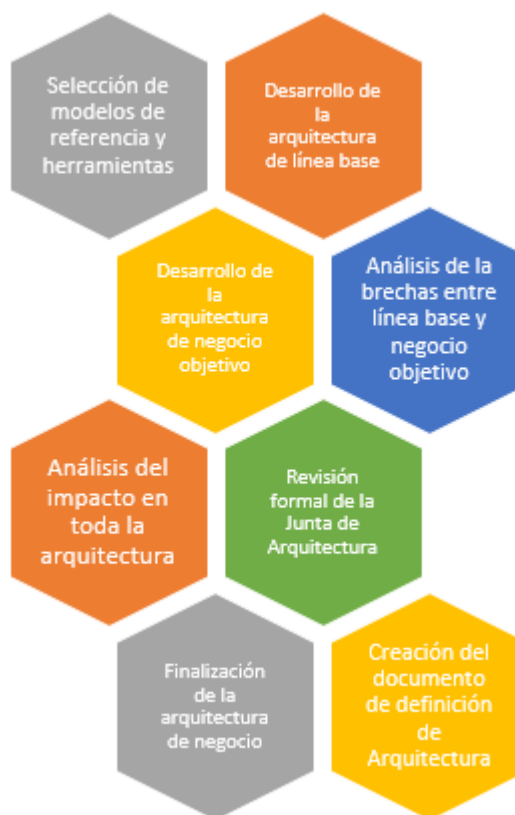 Selección de
modelos de
referencia y
herramientas
Desarrollo de
la
arquitectura
de línea base
Desarrollo de
la
arquitectura
de negocio
objetivo
Análisis de la
brechas entre
línea base y
negocio
objetivo
Análisis del
impacto en
toda la
arquitectura
Revisión
formal de la
Junta de
Arquitectura
Finalización
de la
arquitectura
de negocio
Creación del
documento
de definición
de
Arquitectura